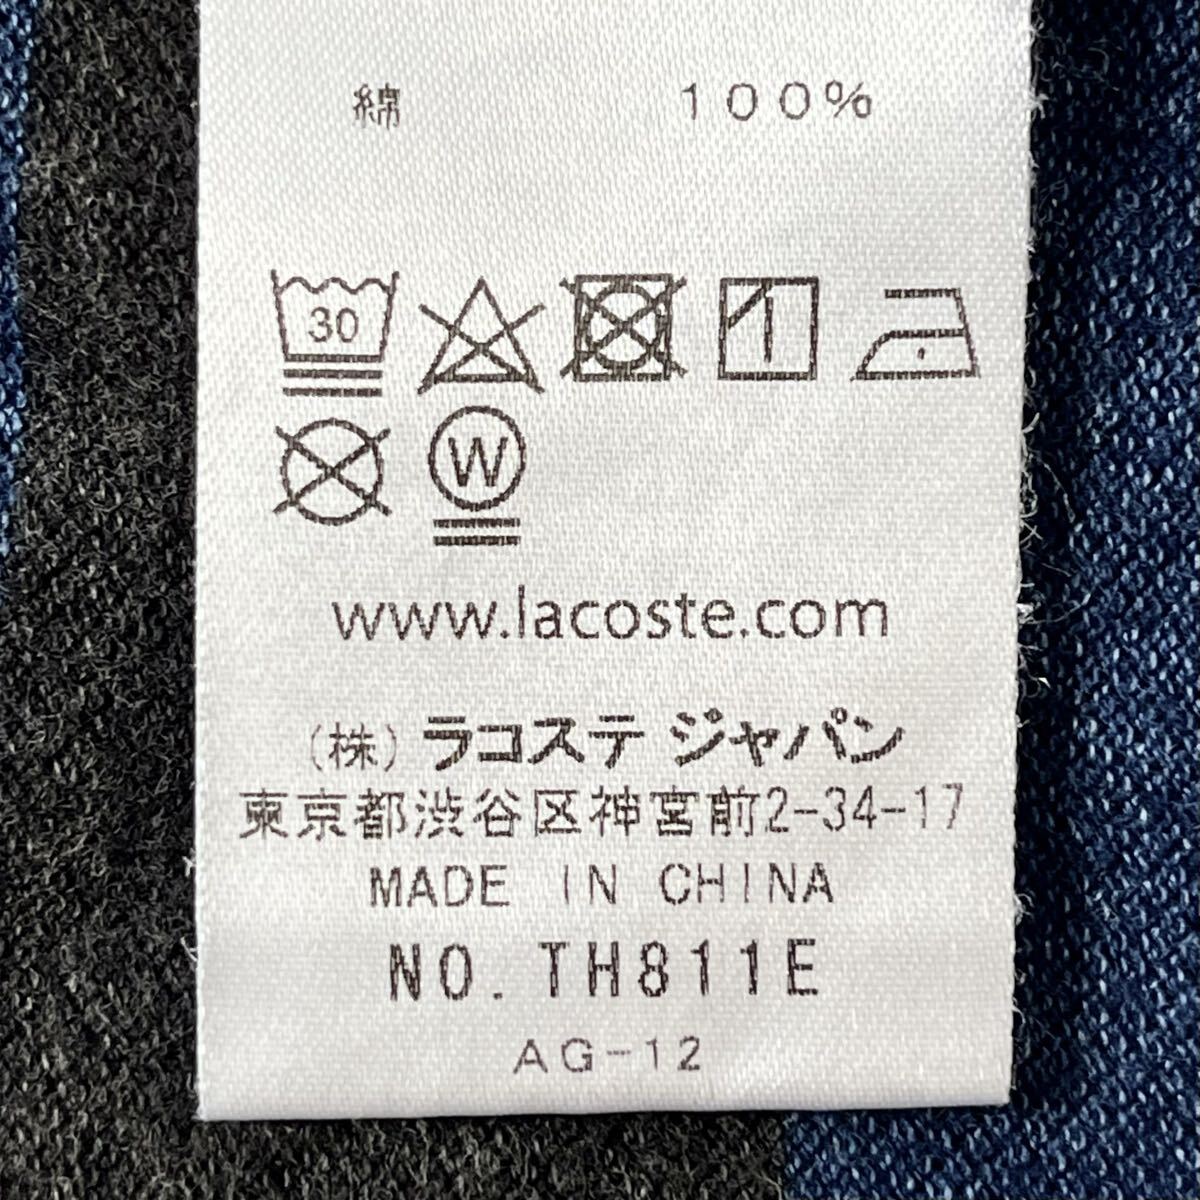 綿 100%
30
W
www.lacoste.com
(株) ラコステ ジャパン
東京都渋谷区神宮前2-34-17
MADE IN CHINA
NO. TH811E
AG-12